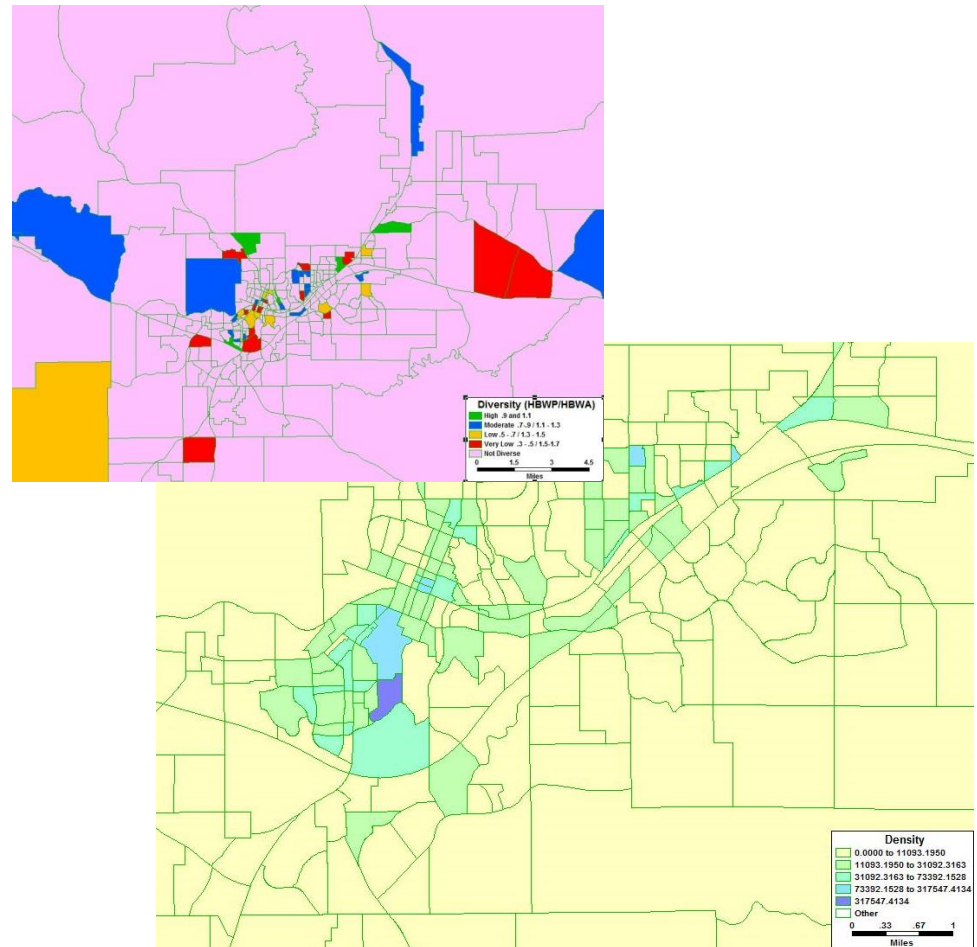 Diversity (HBWP/HBWA)
High .9 and 1.1
Moderate .7-.9 / 1.1 - 1.3
Low .5 - .7 / 1.3 - 1.5
Very Low .3 - .5 / 1.5-1.7
Not Diverse
0 1.5 3 4.5
Miles
Density
0.0000 to 11093.1950
11093.1950 to 31092.3163
31092.3163 to 73392.1528
73392.1528 to 317547.4134
317547.4134
Other
0 .33 .67 1
Miles